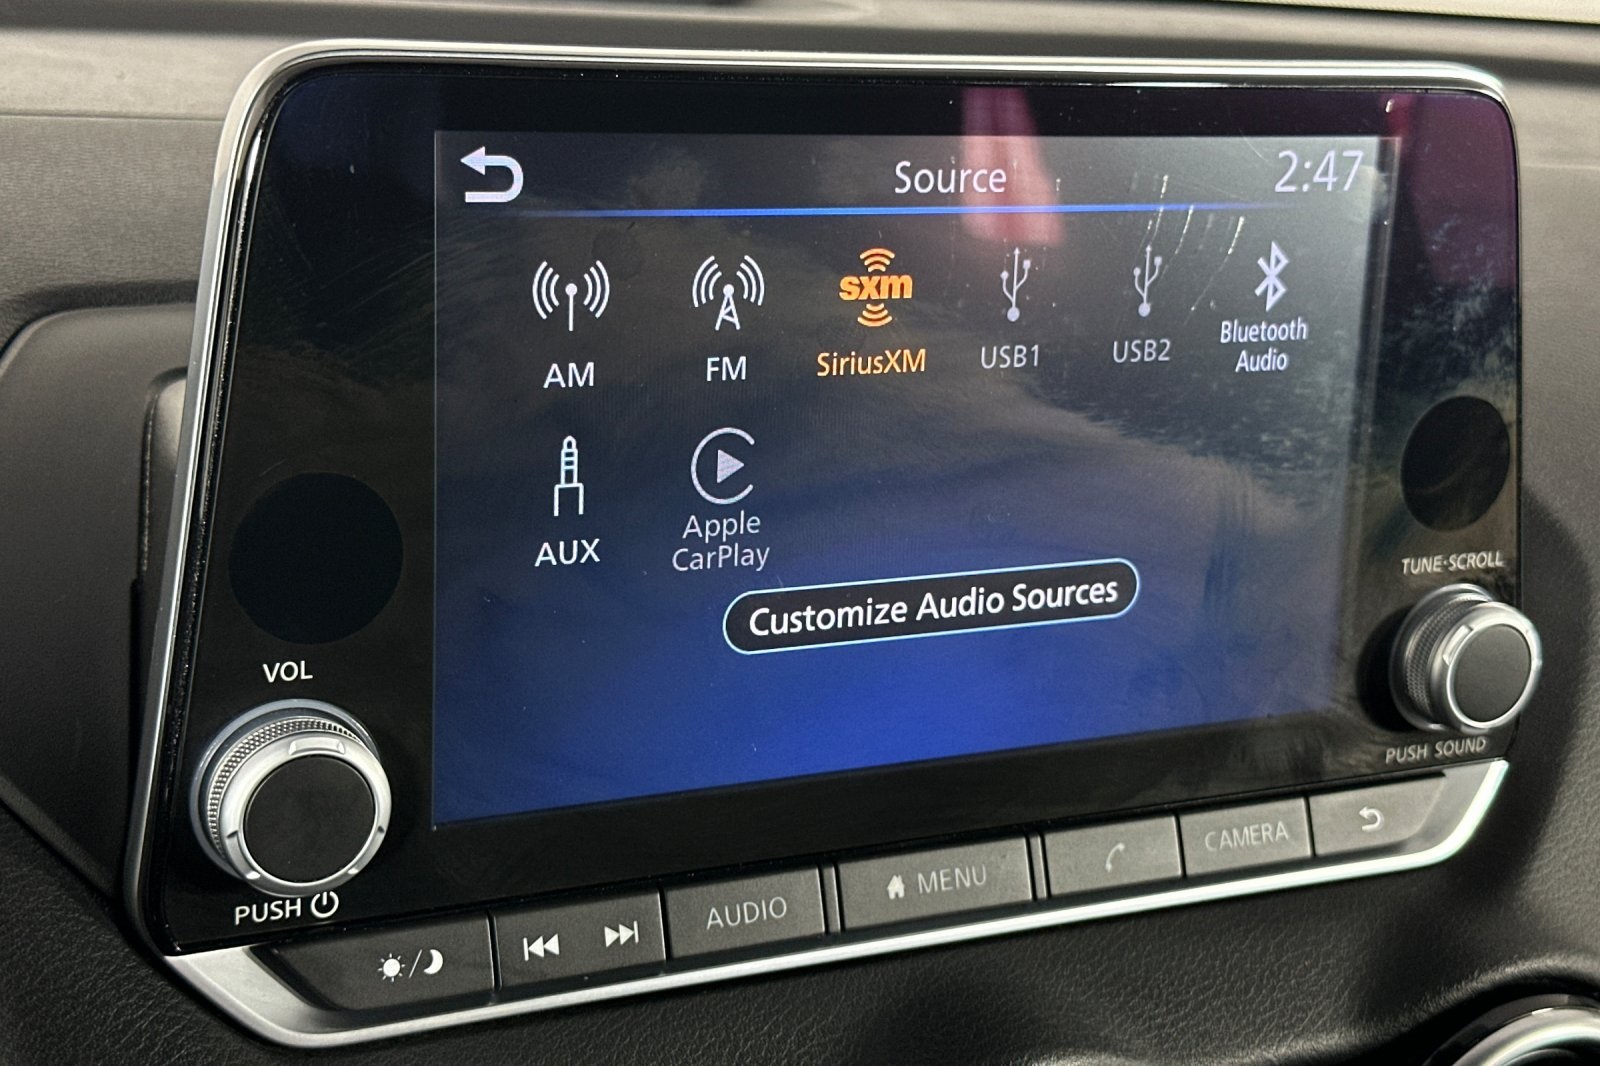 Source
2:47
AM
FM
sxm
SiriusXM
USB1
USB2
Bluetooth
Audio
AUX
Apple
CarPlay
Customize Audio Sources
VOL
PUSH
TUNE·SCROLL
PUSH SOUND
AUDIO
MENU
CAMERA